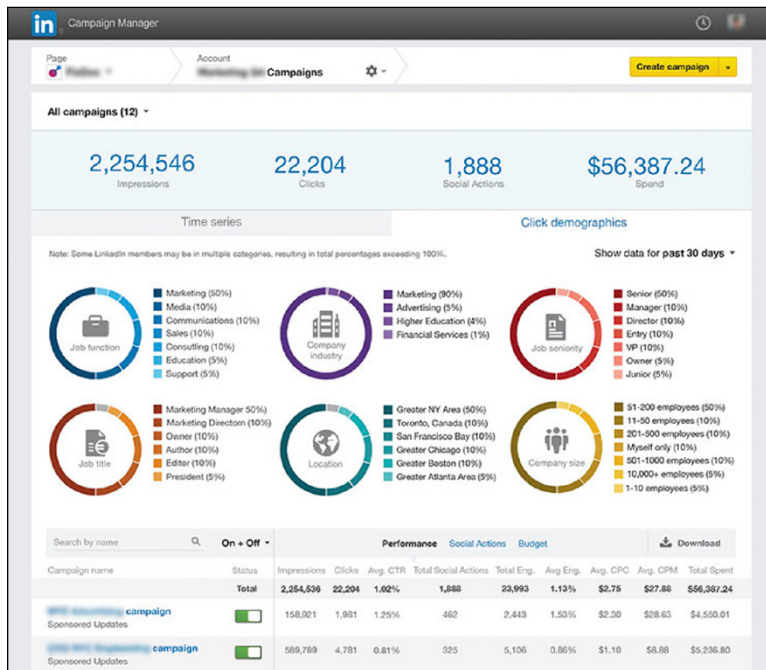 in Campaign Manager
Page Account
Campaigns
Create campaign
All campaigns (12)
2,254,546 22,204 1,888 $56,387.24
Impressions Clicks Social Actions Spend
Time series Click demographics
Note: Some LinkedIn members may be in multiple categories, resulting in total percentages exceeding 100%.
Show data for past 30 days
Job function
Marketing (50%)
Media (10%)
Communications (10%)
Sales (10%)
Consutling (10%)
Education (5%)
Support (5%)
Company
industry
Marketing (90%)
Advertising (5%)
Higher Education (4%)
Financial Services (1%)
Job seniority
Senior (50%)
Manager (10%)
Director (10%)
Entry (10%)
VP (10%)
Owner (5%)
Junior (5%)
Job title
Marketing Manager 50%)
Marketing Directorn (10%)
Owner (10%)
Author (10%)
Editor (10%)
President (5%)
Location
Greater NY Area (50%)
Toronto, Canada (10%)
San Francisco Bay (10%)
Greater Chicago (10%)
Greater Boston (10%)
Greater Atlanta Area (5%)
Company size
51-200 employees (50%)
11-50 employees (10%)
201-500 employees (10%)
Myself only (10%)
501-1000 employees (10%)
10,000+ employees (5%)
1-10 employees (5%)
Search by name On + Off Performance Social Actions Budget Download
Campaign name Status Impressions Clicks Avg. CTR Total Social Actions Total Eng. Avg Eng. Avg. CPC Avg. CPM Total Spent
Total 2,254,536 22,204 1.02% 1,888 23,993 1.13% $2.75 $27.88 $56,387.24
campaign 158,921 1,981 1.25% 462 2,443 1.53% $2.30 $28.63 $4,550.01
Sponsored Updates
campaign 589,789 4,781 0.81% 325 5,106 0.86% $1.10 $8.88 $5,236.80
Sponsored Updates